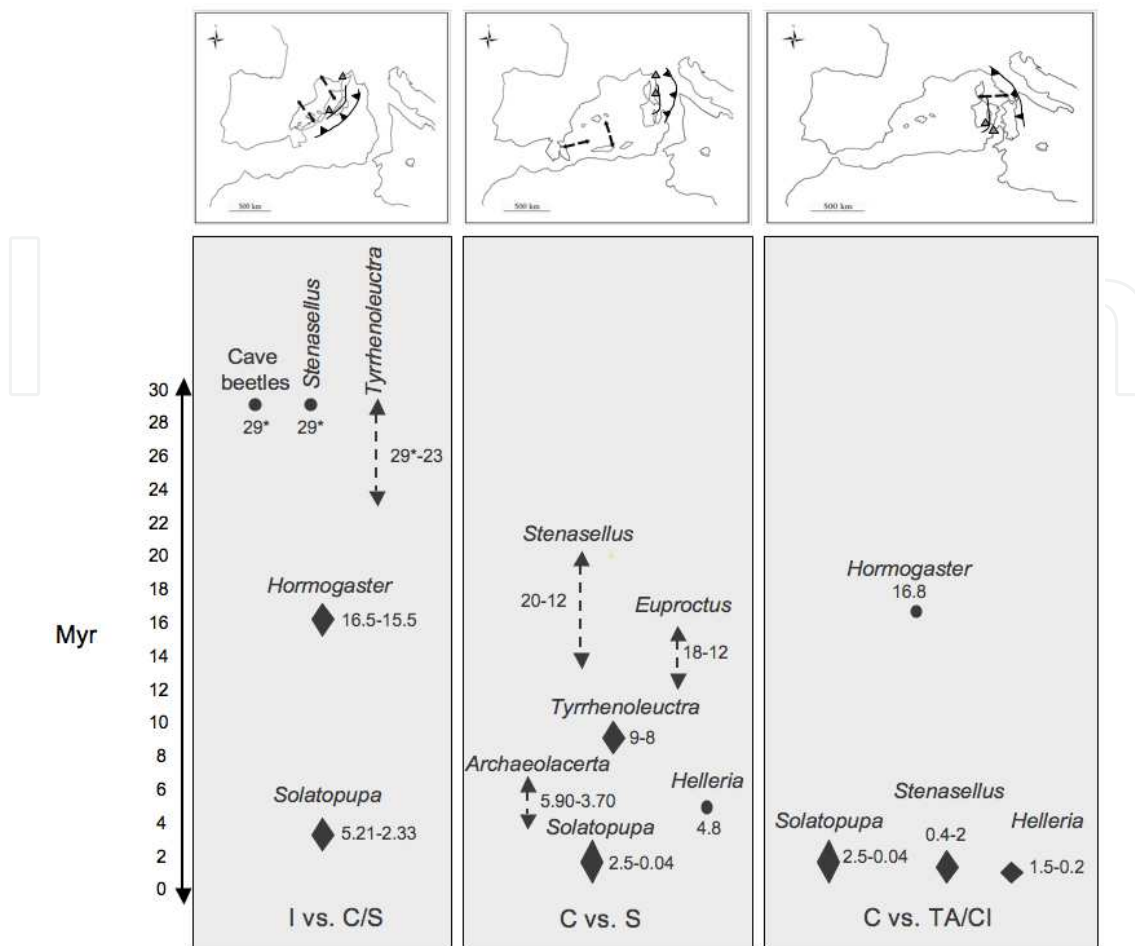 500 km
500 km
500 km
Myr
30
28
26
24
22
20
18
16
14
12
10
8
6
4
2
0
Cave
beetles
29*
Stenasellus
29*
Tyrrhenoleuctra
29*-23
Hormogaster
16.5-15.5
Solatopupa
5.21-2.33
I vs. C/S
Stenasellus
20-12
Euproctus
18-12
Tyrrhenoleuctra
9-8
Archaeolacerta
5.90-3.70
Helleria
4.8
Solatopupa
2.5-0.04
C vs. S
Hormogaster
16.8
Stenasellus
0.4-2
Solatopupa
2.5-0.04
Helleria
1.5-0.2
C vs. TA/CI